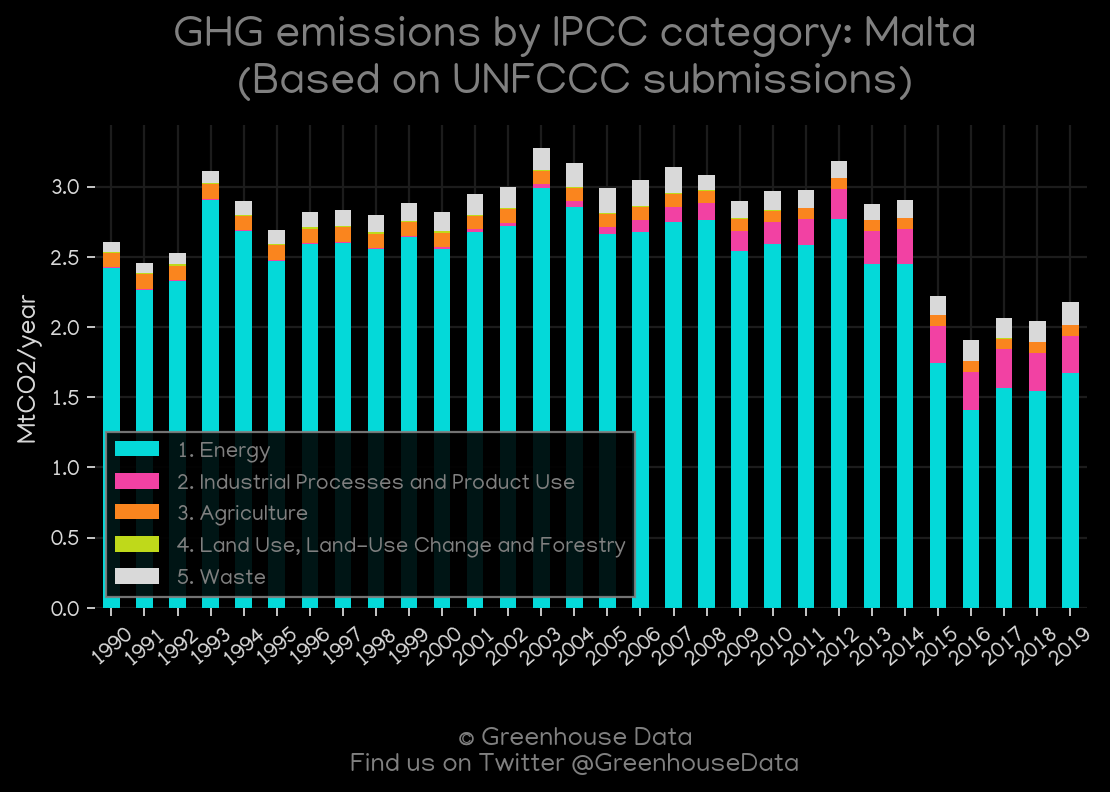 GHG emissions by IPCC category: Malta
(Based on UNFCCC submissions)
MtCO2/year
3.0
2.5
2.0
1.5
1.0
0.5
0.0
1. Energy
2. Industrial Processes and Product Use
3. Agriculture
4. Land Use, Land-Use Change and Forestry
5. Waste
1990 1991 1992 1993 1994 1995 1996 1997 1998 1999 2000 2001 2002 2003 2004 2005 2006 2007 2008 2009 2010 2011 2012 2013 2014 2015 2016 2017 2018 2019
© Greenhouse Data
Find us on Twitter @GreenhouseData